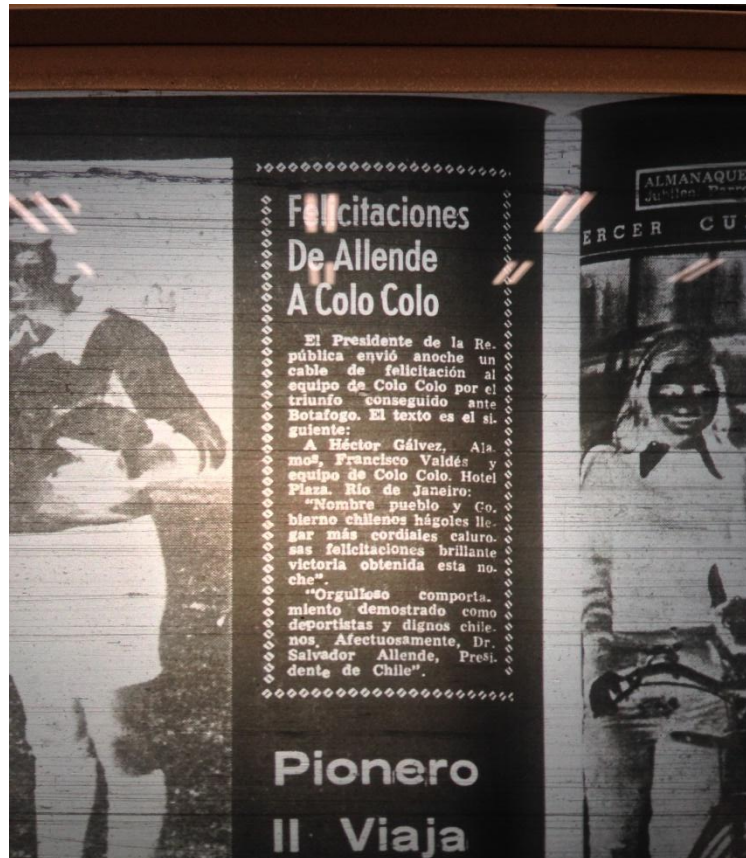 Felicitaciones
De Allende
A Colo Colo
El Presidente de la Re-
pública envió anoche un
cable de felicitación al
equipo de Colo Colo por el
triunfo conseguido ante
Botafogo. El texto es el si-
guiente:
A Héctor Gálvez, Ala-
mos, Francisco Valdés y
equipo de Colo Colo. Hotel
Plaza. Río de Janeiro:
"Nombre pueblo y Go-
bierno chilenos hágoles lle-
gar más cordiales caluro-
sas felicitaciones brillante
victoria obtenida esta no-
che".
"Orgulloso comporta-
miento demostrado como
deportistas y dignos chile-
nos. Afectuosamente, Dr.
Salvador Allende, Presi-
dente de Chile".
Pionero
II Viaja
ALMANAQUE
ERCER CU